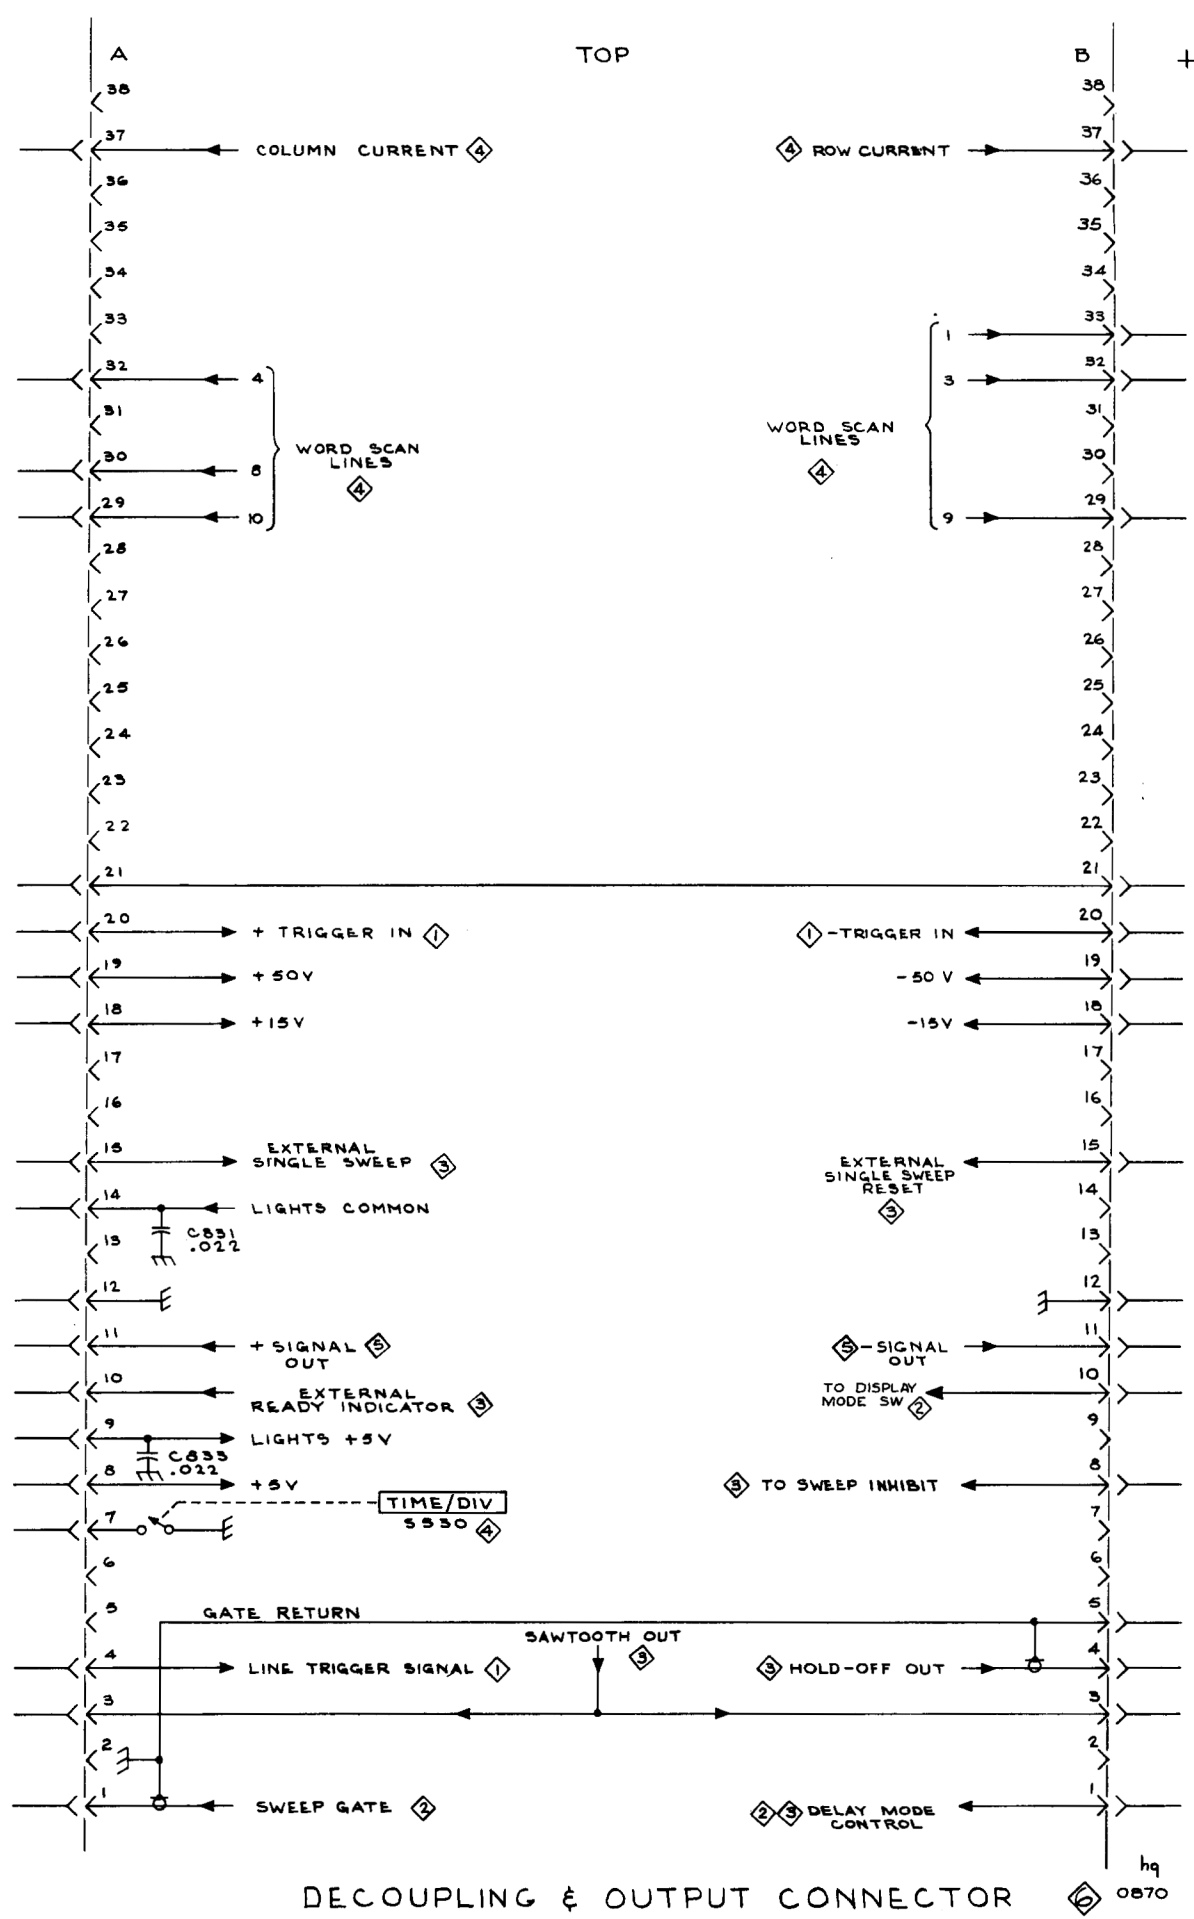 A TOP B +
38 38
37 COLUMN CURRENT 4 4 ROW CURRENT 37
36 36
35 35
34 34
33 1 33
32 4 3 32
31 31
WORD SCAN LINES 4
WORD SCAN LINES 4
30 8 30
29 10 9 29
28 28
27 27
26 26
25 25
24 24
23 23
22 22
21 21
20 + TRIGGER IN 1 1 -TRIGGER IN 20
19 +50V -50 V 19
18 +15V -15V 18
17 17
16 16
15 EXTERNAL SINGLE SWEEP 3 EXTERNAL SINGLE SWEEP RESET 3 15
14 LIGHTS COMMON 14
C831
.022
13 13
12 12
11 + SIGNAL OUT 5 5 -SIGNAL OUT 11
10 EXTERNAL READY INDICATOR 3 TO DISPLAY MODE SW 2 10
9 LIGHTS +5V 9
C833
.022
8 +5V 3 TO SWEEP INHIBIT 8
TIME/DIV
7 S530 4 7
6 6
5 GATE RETURN 5
SAWTOOTH OUT 3
4 LINE TRIGGER SIGNAL 1 3 HOLD-OFF OUT 4
3 3
2 2
1 SWEEP GATE 2 2 3 DELAY MODE CONTROL 1
hq
DECOUPLING & OUTPUT CONNECTOR 6 0870